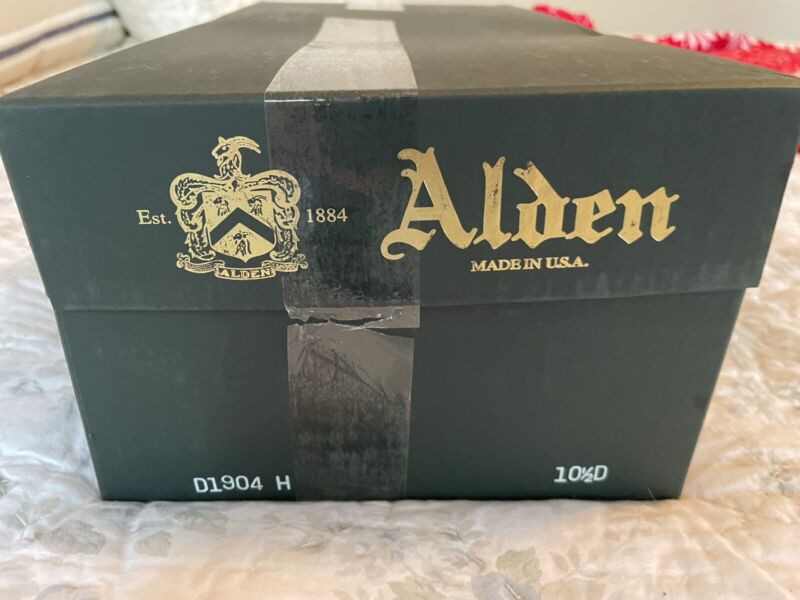 Est. 1884
ALDEN
Alden
MADE IN U.S.A.
D1904 H
10½D